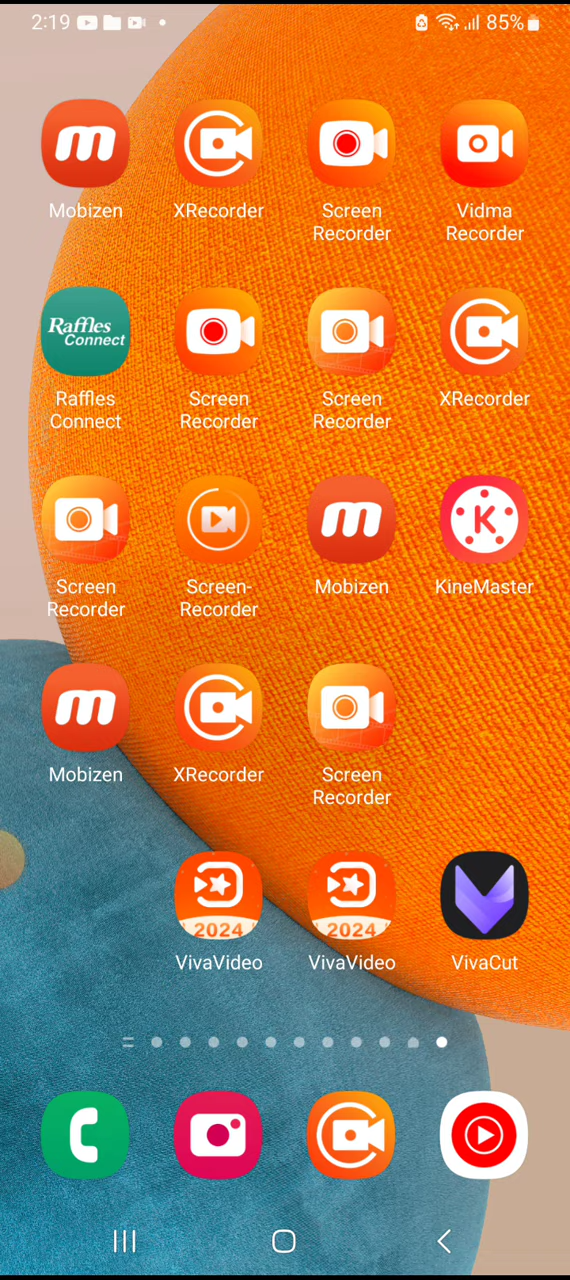 2:19
85%
Mobizen
XRecorder
Screen
Recorder
Vidma
Recorder
Raffles
Connect
Raffles
Connect
Screen
Recorder
Screen
Recorder
XRecorder
Screen
Recorder
Screen-
Recorder
Mobizen
K
KineMaster
Mobizen
XRecorder
Screen
Recorder
2024
VivaVideo
2024
VivaVideo
VivaCut